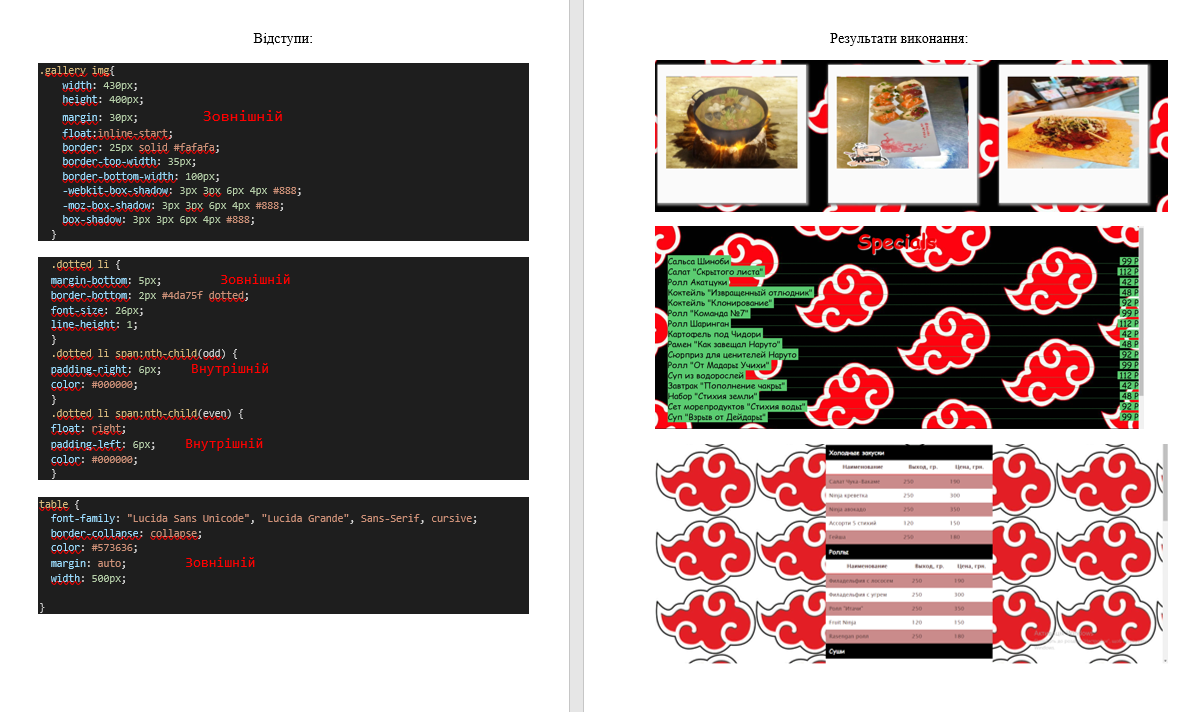 Відступи:
.gallery img{
width: 430px;
height: 400px;
margin: 30px; Зовнішній
float:inline-start;
border: 25px solid #fafafa;
border-top-width: 35px;
border-bottom-width: 100px;
-webkit-box-shadow: 3px 3px 6px 4px #888;
-moz-box-shadow: 3px 3px 6px 4px #888;
box-shadow: 3px 3px 6px 4px #888;
}
.dotted li {
margin-bottom: 5px; Зовнішній
border-bottom: 2px #4da75f dotted;
font-size: 26px;
line-height: 1;
}
.dotted li span:nth-child(odd) {
padding-right: 6px; Внутрішній
color: #000000;
}
.dotted li span:nth-child(even) {
float: right;
padding-left: 6px; Внутрішній
color: #000000;
}
table {
font-family: "Lucida Sans Unicode", "Lucida Grande", Sans-Serif, cursive;
border-collapse: collapse;
color: #573636;
margin: auto; Зовнішній
width: 500px;
}
Результати виконання:
Specials
Сальса Шиноби 99 Р
Салат "Скрытого листа" 112 Р
Ролл Акатцуки 42 Р
Коктейль "Извращенный отлюдник" 48 Р
Коктейль "Клонирование" 92 Р
Ролл "Команда №7" 99 Р
Ролл Шаринган 112 Р
Картофель под Чидори 42 Р
Рамен "Как завещал Наруто" 48 Р
Сюрприз для ценителей Наруто 92 Р
Ролл "От Мадары Учихи" 99 Р
Суп из водорослей 112 Р
Завтрак "Пополнение чакры" 42 Р
Набор "Стихия земли" 48 Р
Сет морепродуктов "Стихия воды" 92 Р
Суп "Взрыв от Дейдары" 99 Р
Холодные закуски
Наименование Выход, гр. Цена, грн.
Салат Чука-Вакаме 250 190
Ninja креветка 250 300
Ninja авокадо 250 350
Ассорти 5 стихий 120 150
Гейша 250 180
Роллы:
Наименование Выход, гр. Цена, грн.
Филадельфия с лососем 250 190
Филадельфия с угрем 250 300
Ролл "Итачи" 250 350
Fruit Ninja 120 150
Rasengan ролл 250 180
Суши